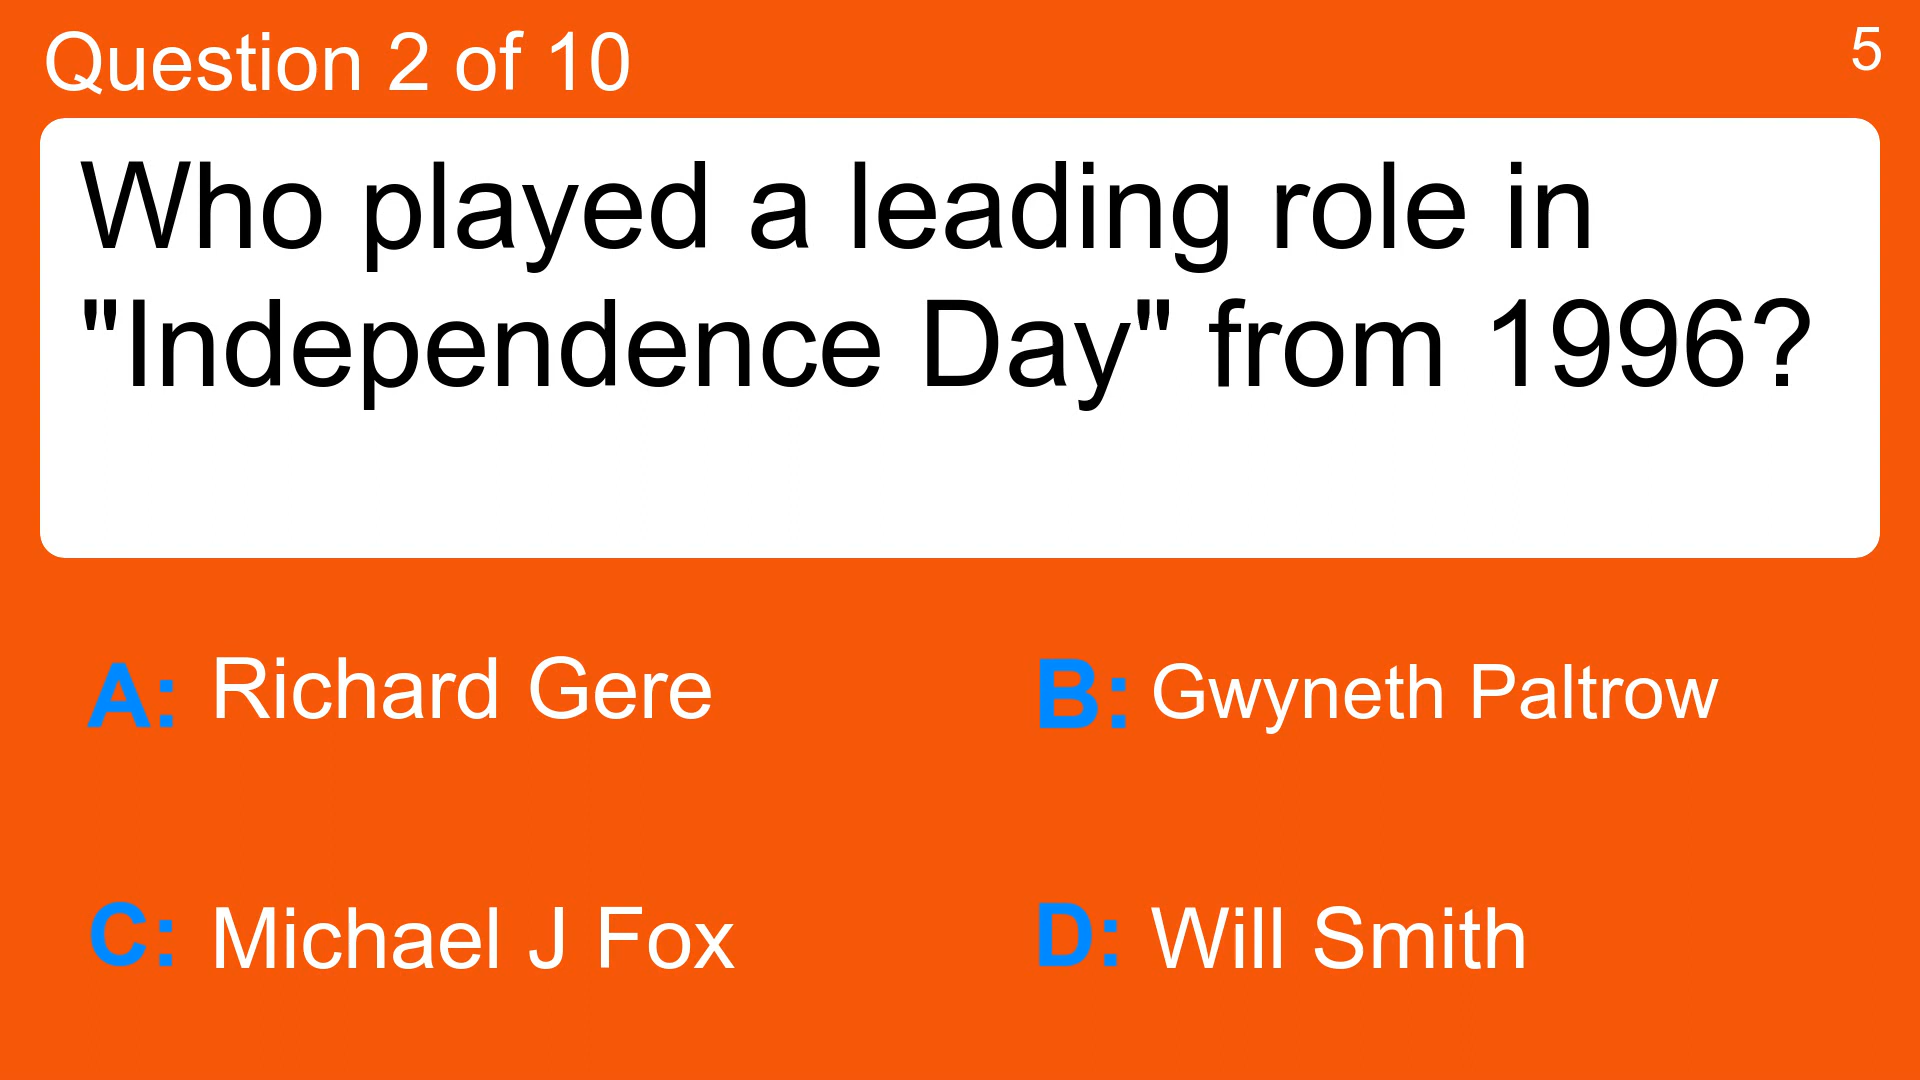 Question 2 of 10
5
Who played a leading role in
"Independence Day" from 1996?
A: Richard Gere
B: Gwyneth Paltrow
C: Michael J Fox
D: Will Smith